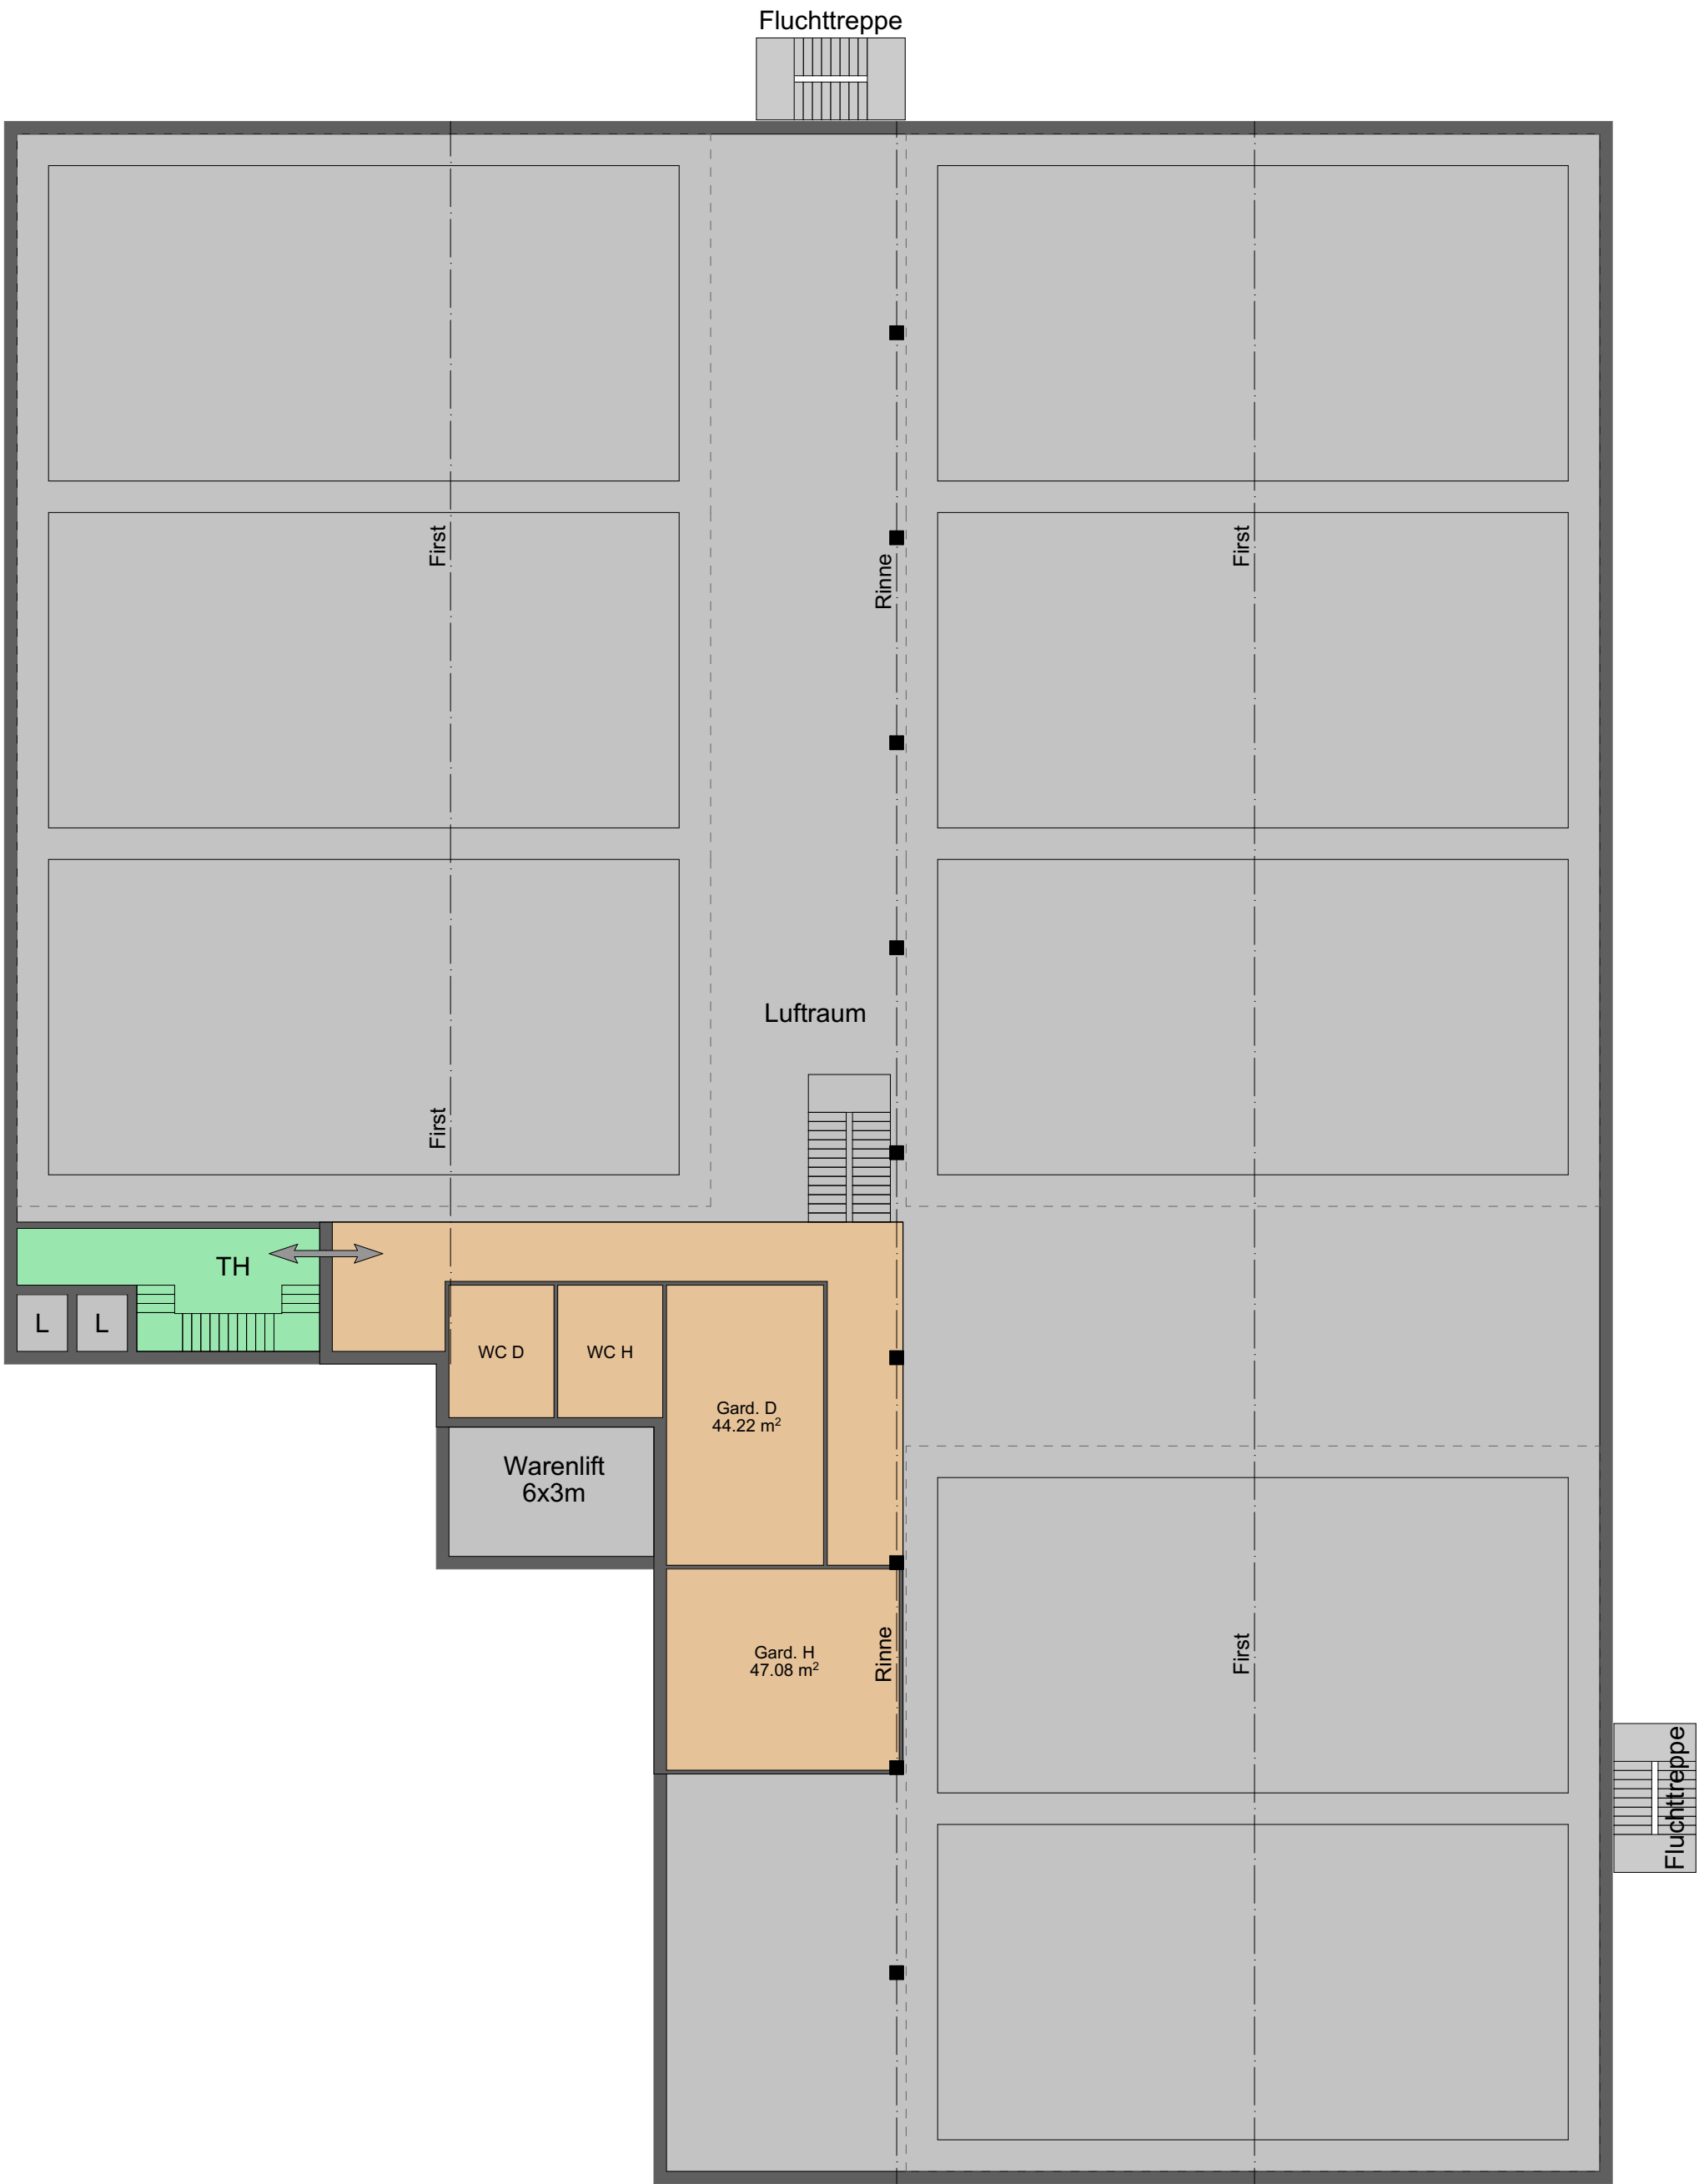 Fluchttreppe
First
First
Rinne
Luftraum
First
TH
L
L
WC D
WC H
Gard. D
44.22 m²
Warenlift
6x3m
Gard. H
47.08 m²
Rinne
First
Fluchttreppe